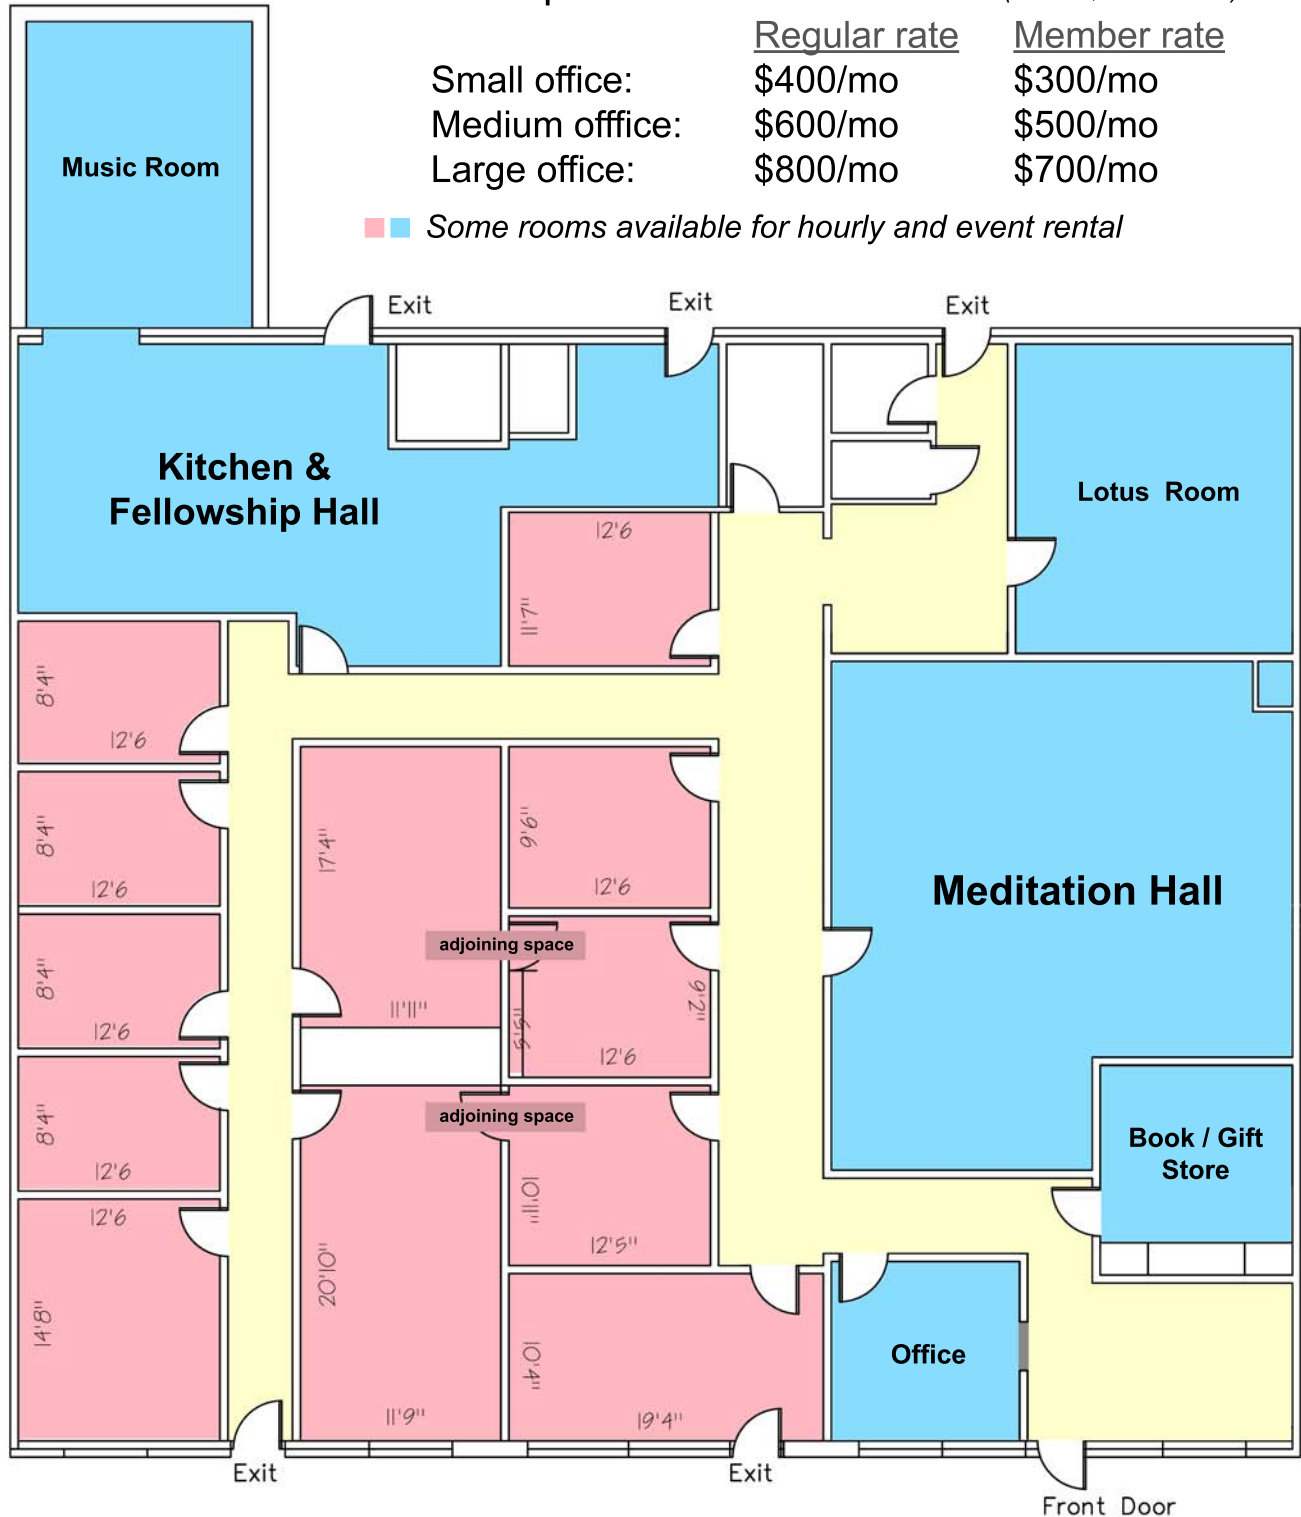 Regular rate Member rate
Small office: $400/mo $300/mo
Medium offfice: $600/mo $500/mo
Large office: $800/mo $700/mo
Some rooms available for hourly and event rental
Music Room
Exit
Exit
Exit
Kitchen &
Fellowship Hall
Lotus Room
12'6
11'7"
8'4"
12'6
8'4"
12'6
8'4"
12'6
8'4"
12'6
12'6
14'8"
17'4"
11'11"
9'6"
12'6
adjoining space
9'2"
5'5"
12'6
adjoining space
10'11"
12'5"
20'10"
11'9"
10'4"
19'4"
Meditation Hall
Book / Gift
Store
Office
Exit
Exit
Front Door